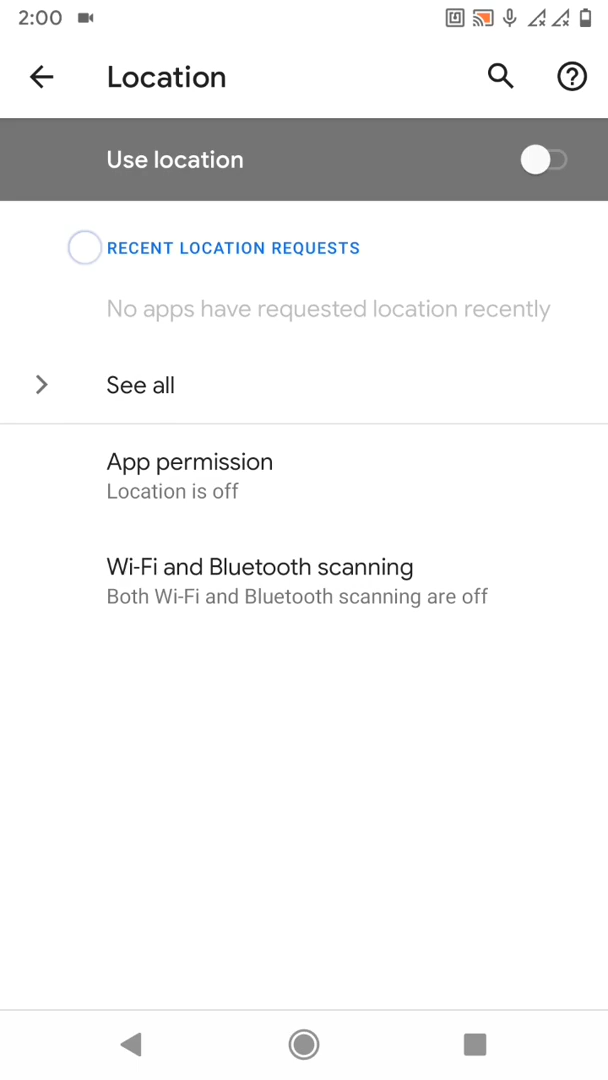 2:00
Location
Use location
RECENT LOCATION REQUESTS
No apps have requested location recently
See all
App permission
Location is off
Wi-Fi and Bluetooth scanning
Both Wi-Fi and Bluetooth scanning are off